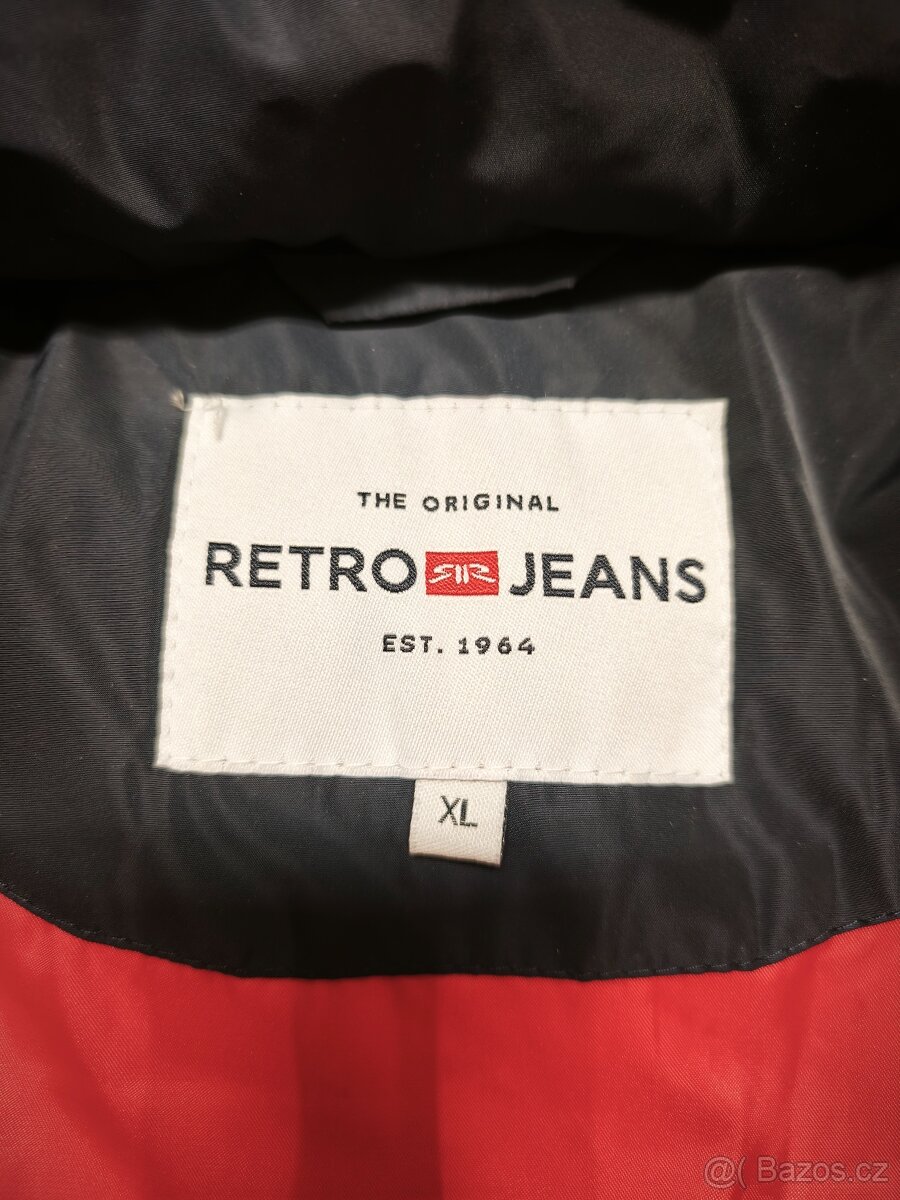 THE ORIGINAL
RETRO JEANS
EST. 1964
XL
@( Bazos.cz